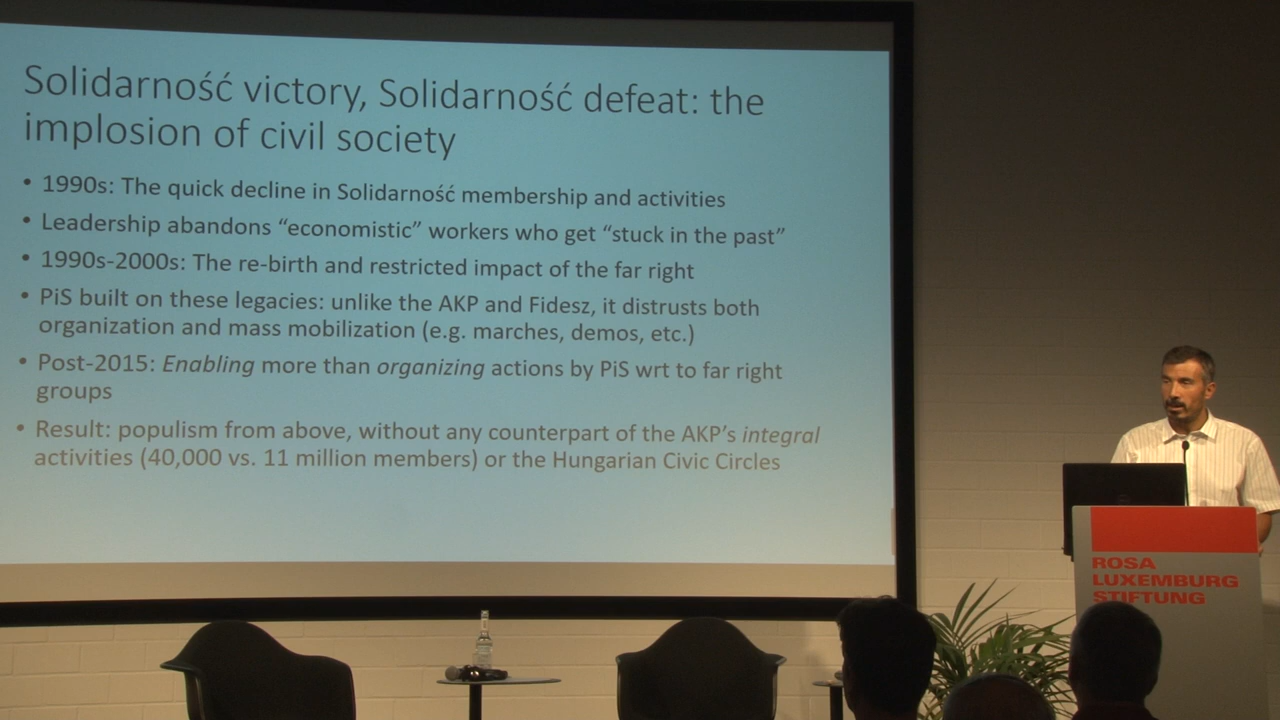 Solidarność victory, Solidarność defeat: the
implosion of civil society
• 1990s: The quick decline in Solidarność membership and activities
• Leadership abandons “economistic” workers who get “stuck in the past”
• 1990s-2000s: The re-birth and restricted impact of the far right
• PiS built on these legacies: unlike the AKP and Fidesz, it distrusts both
organization and mass mobilization (e.g. marches, demos, etc.)
• Post-2015: Enabling more than organizing actions by PiS wrt to far right
groups
• Result: populism from above, without any counterpart of the AKP’s integral
activities (40,000 vs. 11 million members) or the Hungarian Civic Circles
ROSA
LUXEMBURG
STIFTUNG